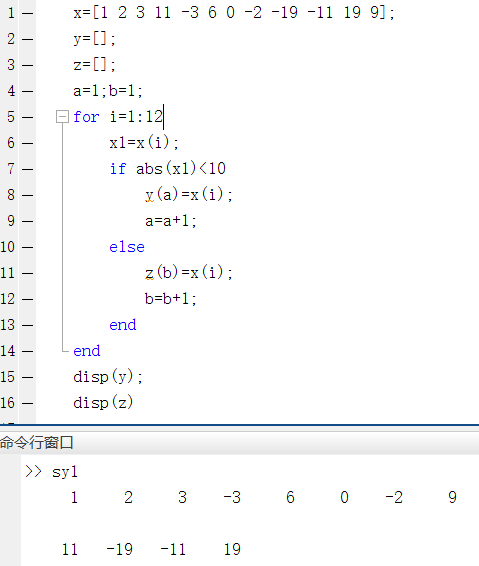 1 — x=[1 2 3 11 -3 6 0 -2 -19 -11 19 9];
2 — y=[];
3 — z=[];
4 — a=1;b=1;
5 — for i=1:12
6 — x1=x(i);
7 — if abs(x1)<10
8 — y(a)=x(i);
9 — a=a+1;
10 — else
11 — z(b)=x(i);
12 — b=b+1;
13 — end
14 — end
15 — disp(y);
16 — disp(z)
命令行窗口
>> sy1
1 2 3 -3 6 0 -2 9
11 -19 -11 19